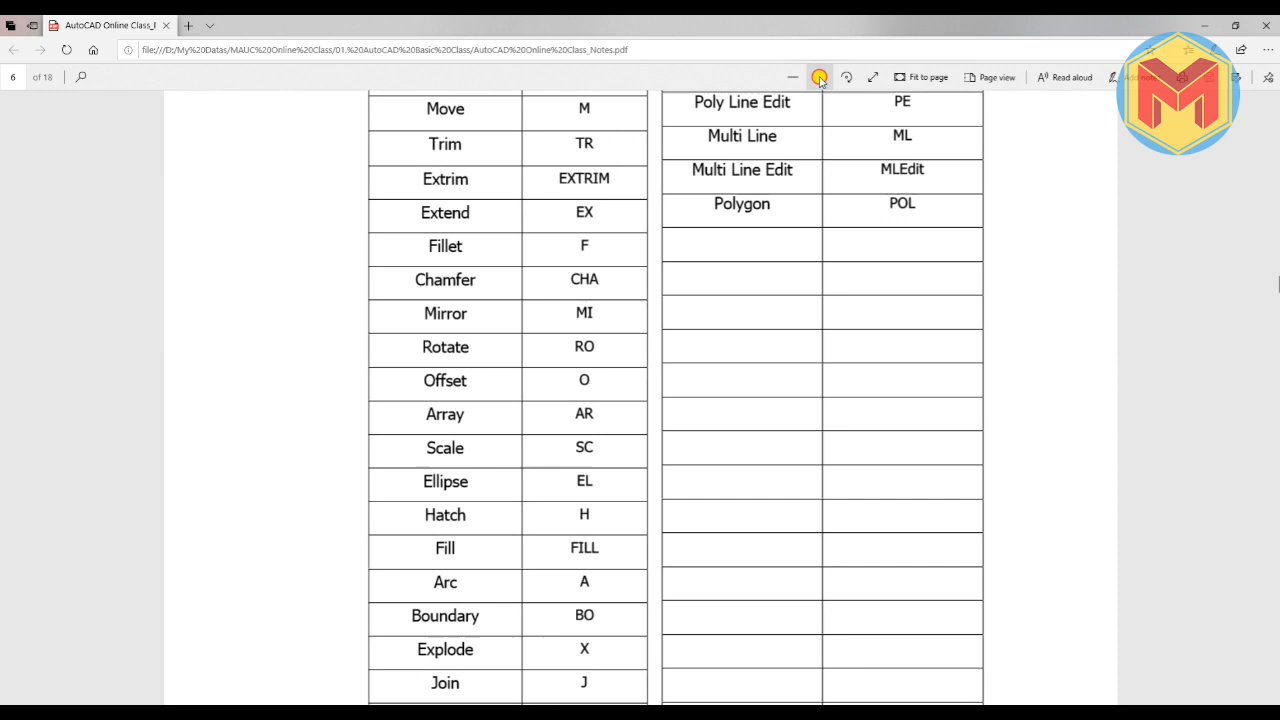 AutoCAD Online Class_
file:///D:/My%20Datas/MAUC%20Online%20Class/01.%20AutoCAD%20Basic%20Class/AutoCAD%20Online%20Class_Notes.pdf
6 of 18 Fit to page Page view Read aloud
Move M
Trim TR
Extrim EXTRIM
Extend EX
Fillet F
Chamfer CHA
Mirror MI
Rotate RO
Offset O
Array AR
Scale SC
Ellipse EL
Hatch H
Fill FILL
Arc A
Boundary BO
Explode X
Join J
Poly Line Edit PE
Multi Line ML
Multi Line Edit MLEdit
Polygon POL
M